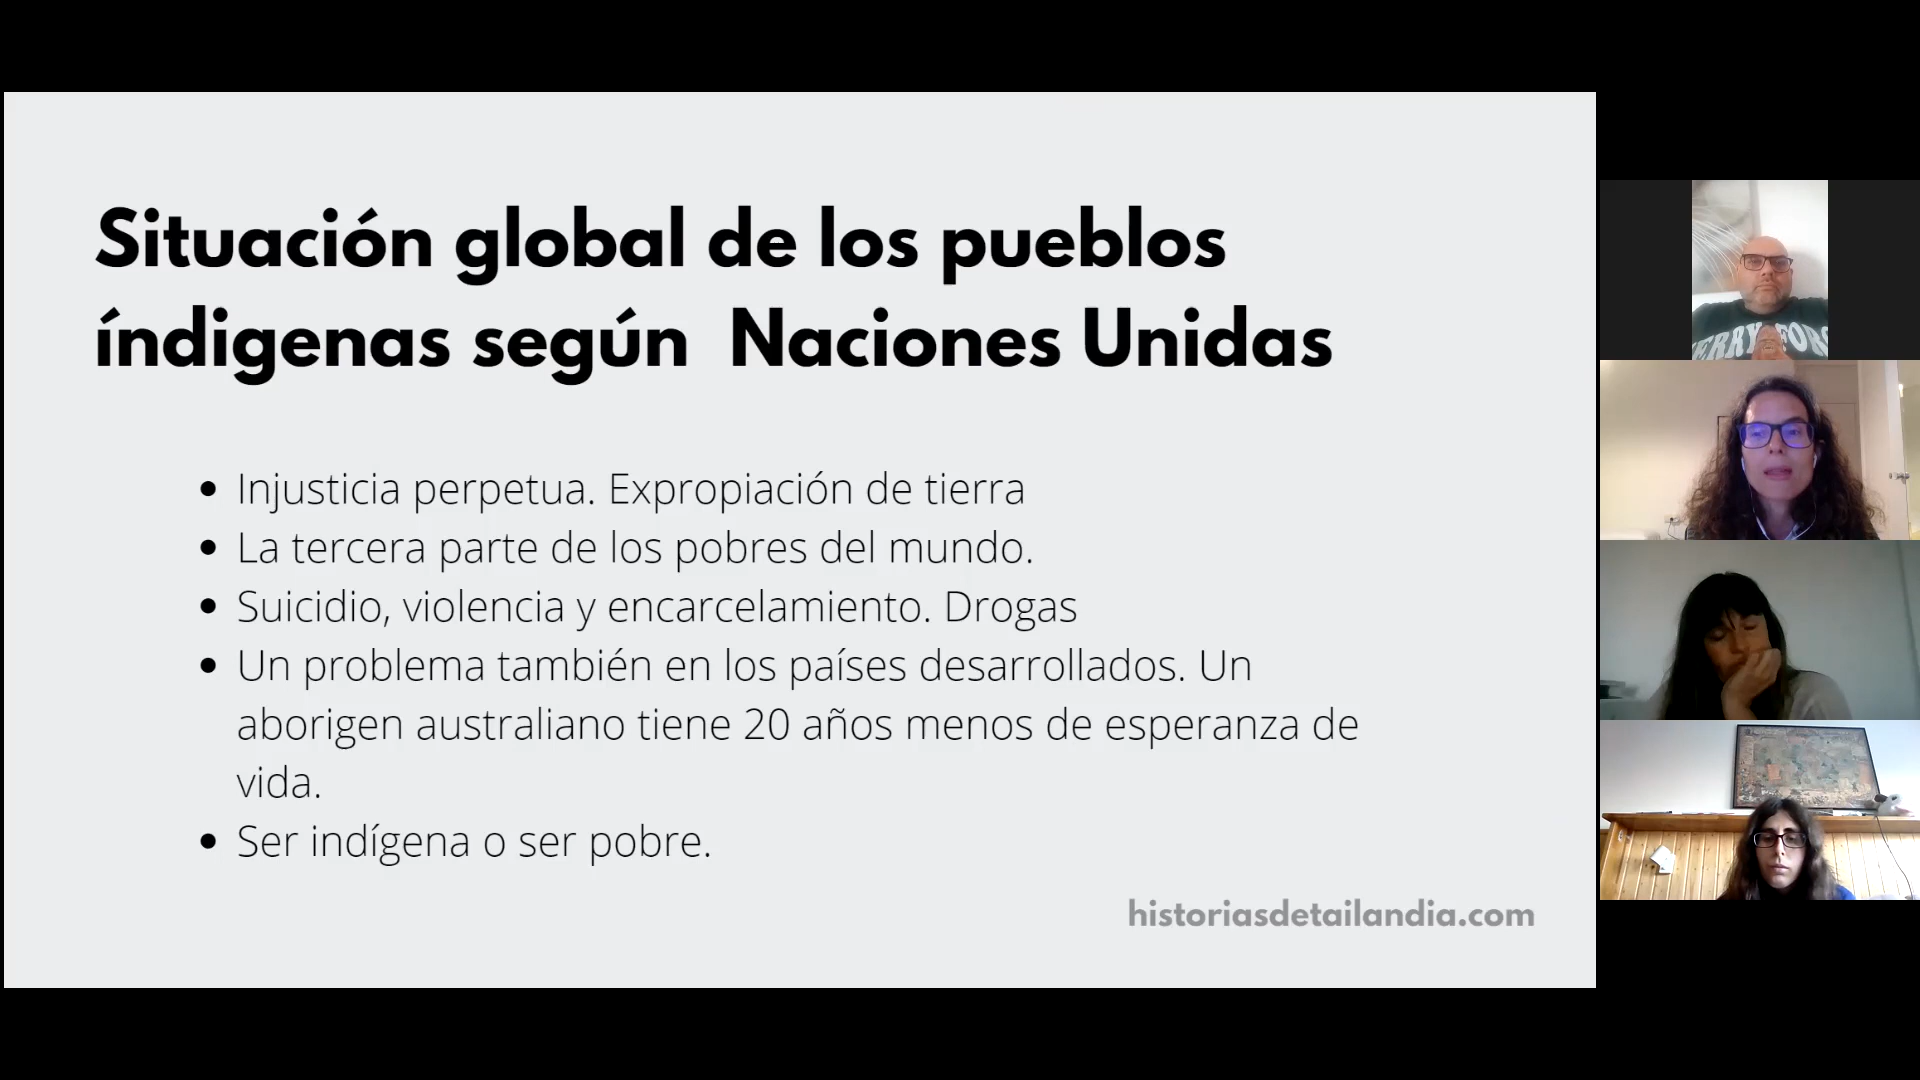 Situación global de los pueblos
índigenas según Naciones Unidas
• Injusticia perpetua. Expropiación de tierra
• La tercera parte de los pobres del mundo.
• Suicidio, violencia y encarcelamiento. Drogas
• Un problema también en los países desarrollados. Un
aborigen australiano tiene 20 años menos de esperanza de
vida.
• Ser indígena o ser pobre.
historiasdetailandia.com